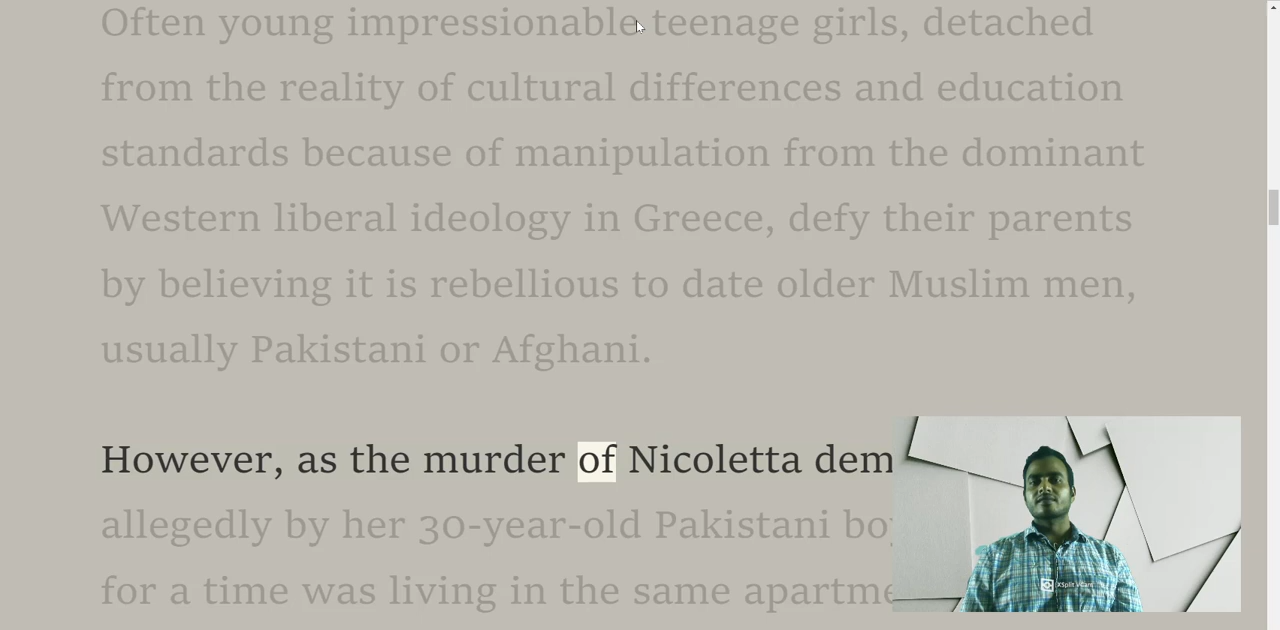 Often young impressionable teenage girls, detached
from the reality of cultural differences and education
standards because of manipulation from the dominant
Western liberal ideology in Greece, defy their parents
by believing it is rebellious to date older Muslim men,
usually Pakistani or Afghani.
However, as the murder of Nicoletta dem
allegedly by her 30-year-old Pakistani bo
for a time was living in the same apartme
XSplit VCam